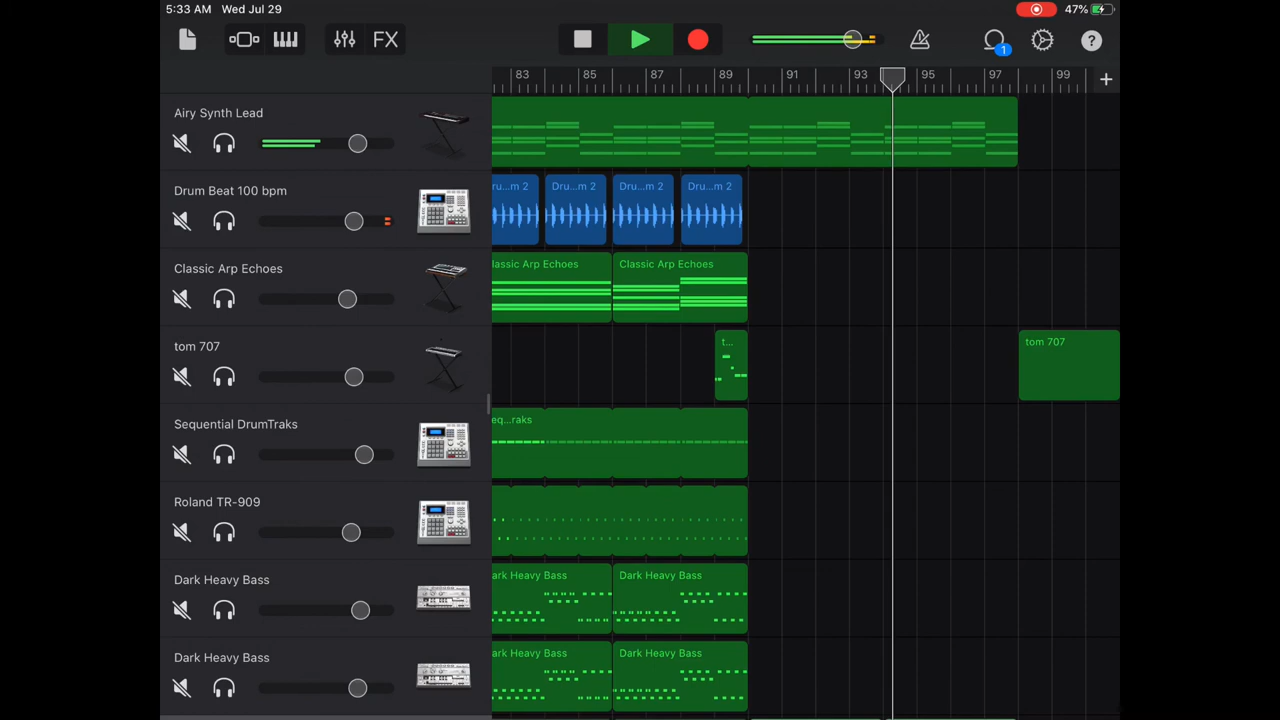 5:33 AM Wed Jul 29
47%
FX
1
?
83 85 87 89 91 93 95 97 99 +
Airy Synth Lead
Drum Beat 100 bpm
ru...m 2 Dru...m 2 Dru...m 2 Dru...m 2
Classic Arp Echoes
lassic Arp Echoes Classic Arp Echoes
tom 707
t... tom 707
Sequential DrumTraks
eq...raks
Roland TR-909
Dark Heavy Bass
ark Heavy Bass Dark Heavy Bass
Dark Heavy Bass
ark Heavy Bass Dark Heavy Bass